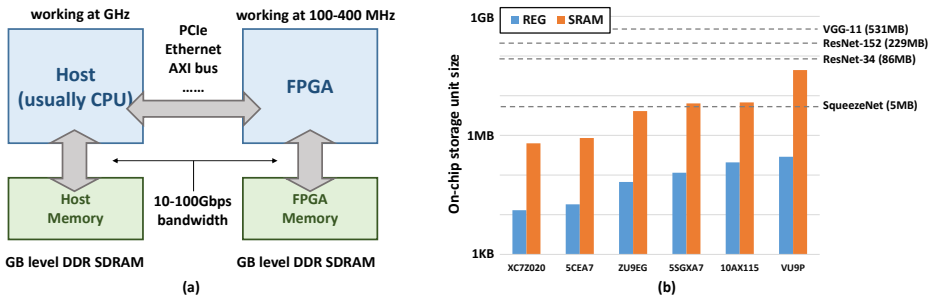 working at GHz
working at 100-400 MHz
PCIe
Ethernet
AXI bus
……
Host
(usually CPU)
FPGA
Host
Memory
10-100Gbps
bandwidth
FPGA
Memory
GB level DDR SDRAM
GB level DDR SDRAM
(a)
On-chip storage unit size
1GB
1MB
1KB
REG
SRAM
VGG-11 (531MB)
ResNet-152 (229MB)
ResNet-34 (86MB)
SqueezeNet (5MB)
XC7Z020
5CEA7
ZU9EG
5SGXA7
10AX115
VU9P
(b)